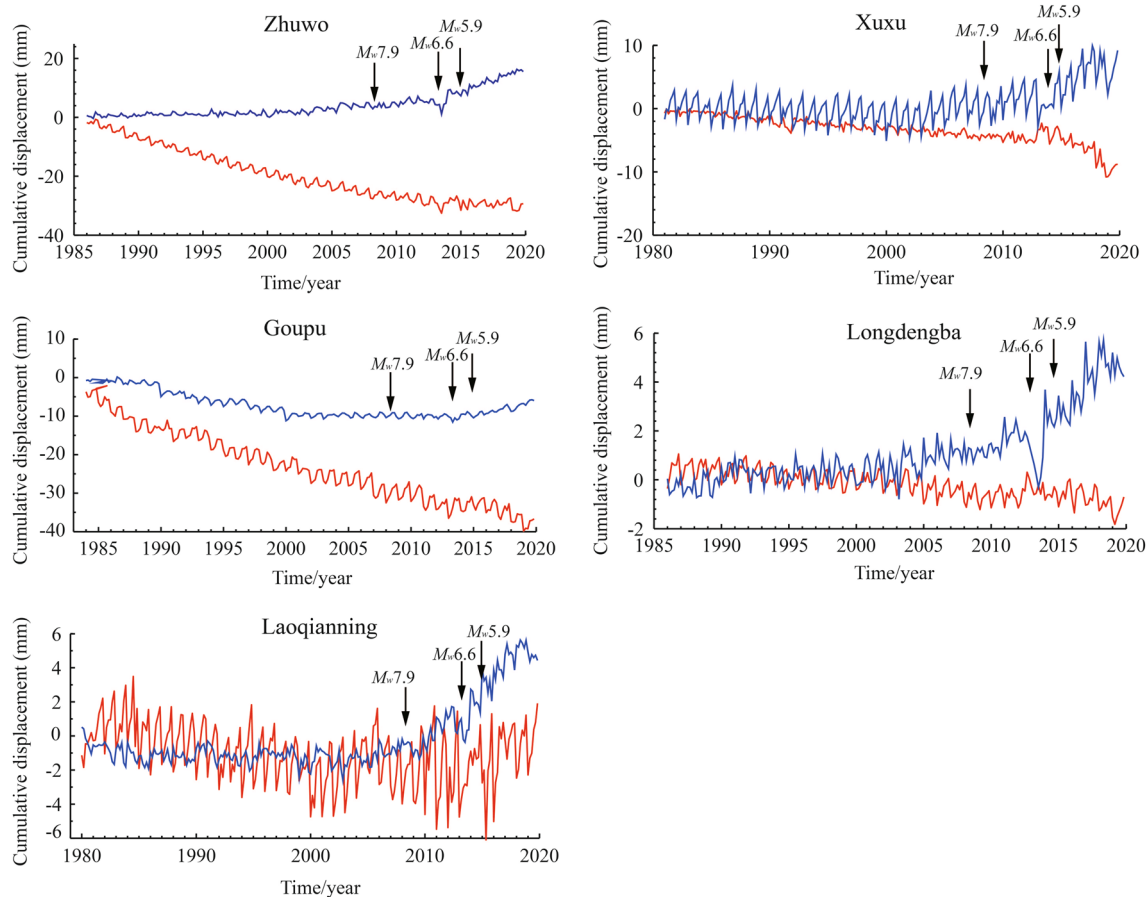 Zhuwo
Cumulative displacement (mm)
20
0
-20
-40
Mw7.9
Mw6.6
Mw5.9
1985 1990 1995 2000 2005 2010 2015 2020
Time/year
Xuxu
Cumulative displacement (mm)
10
0
-10
-20
Mw7.9
Mw6.6
Mw5.9
1980 1990 2000 2010 2020
Time/year
Goupu
Cumulative displacement (mm)
10
0
-10
-20
-30
-40
Mw7.9
Mw6.6
Mw5.9
1985 1990 1995 2000 2005 2010 2015 2020
Time/year
Longdengba
Cumulative displacement (mm)
6
4
2
0
-2
Mw7.9
Mw6.6
Mw5.9
1985 1990 1995 2000 2005 2010 2015 2020
Time/year
Laoqianning
Cumulative displacement (mm)
6
4
2
0
-2
-4
-6
Mw7.9
Mw6.6
Mw5.9
1980 1990 2000 2010 2020
Time/year